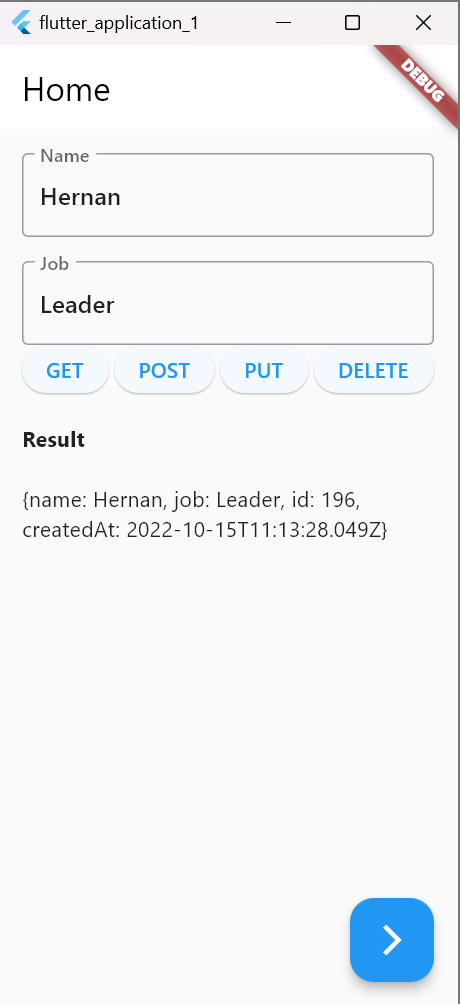 flutter_application_1
DEBUG
Home
Name
Hernan
Job
Leader
GET POST PUT DELETE
Result
{name: Hernan, job: Leader, id: 196,
createdAt: 2022-10-15T11:13:28.049Z}